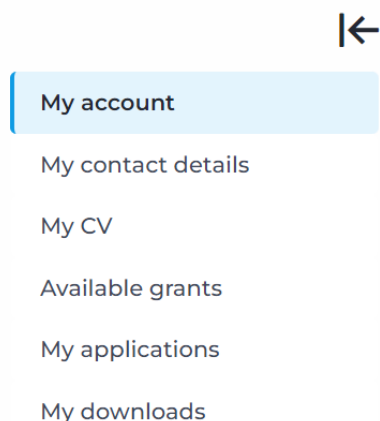 My account
My contact details
My CV
Available grants
My applications
My downloads